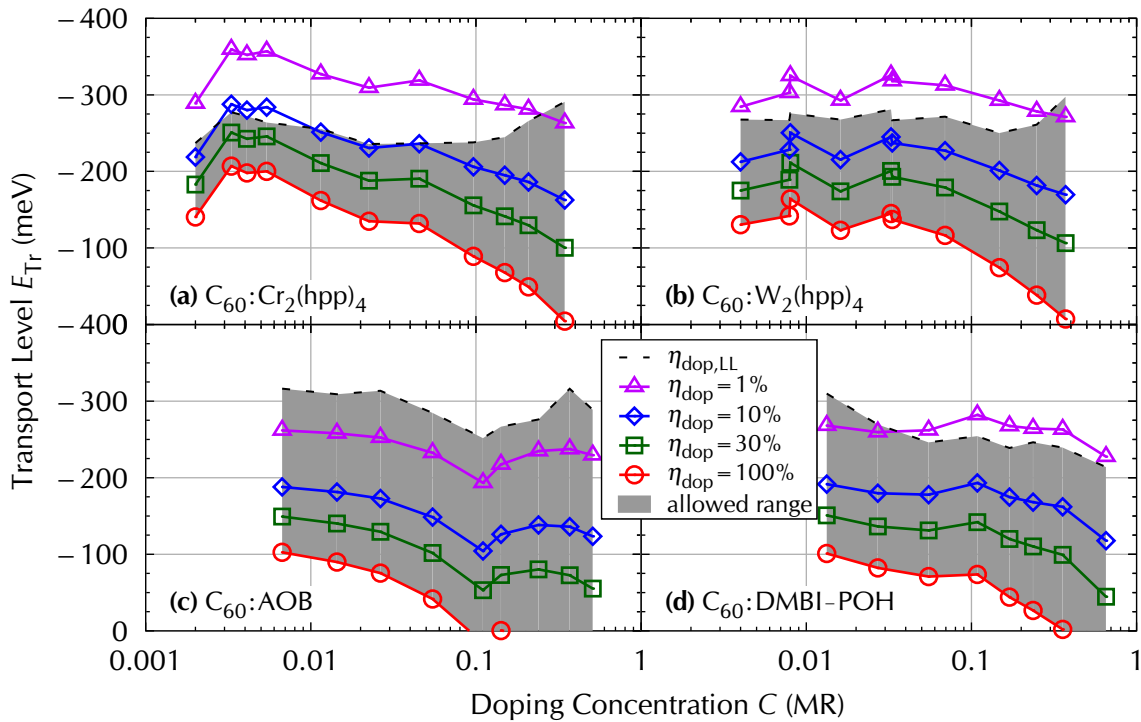 − 400
− 300
− 200
− 100
− 400
0
− 300
− 200
− 100
0
Transport Level E_Tr (meV)
(a) C₆₀:Cr₂(hpp)₄
(b) C₆₀:W₂(hpp)₄
η_dop,LL
η_dop = 1%
η_dop = 10%
η_dop = 30%
η_dop = 100%
allowed range
(c) C₆₀:AOB
(d) C₆₀:DMBI-POH
0.001 0.01 0.1 0.01 0.1 1
Doping Concentration C (MR)